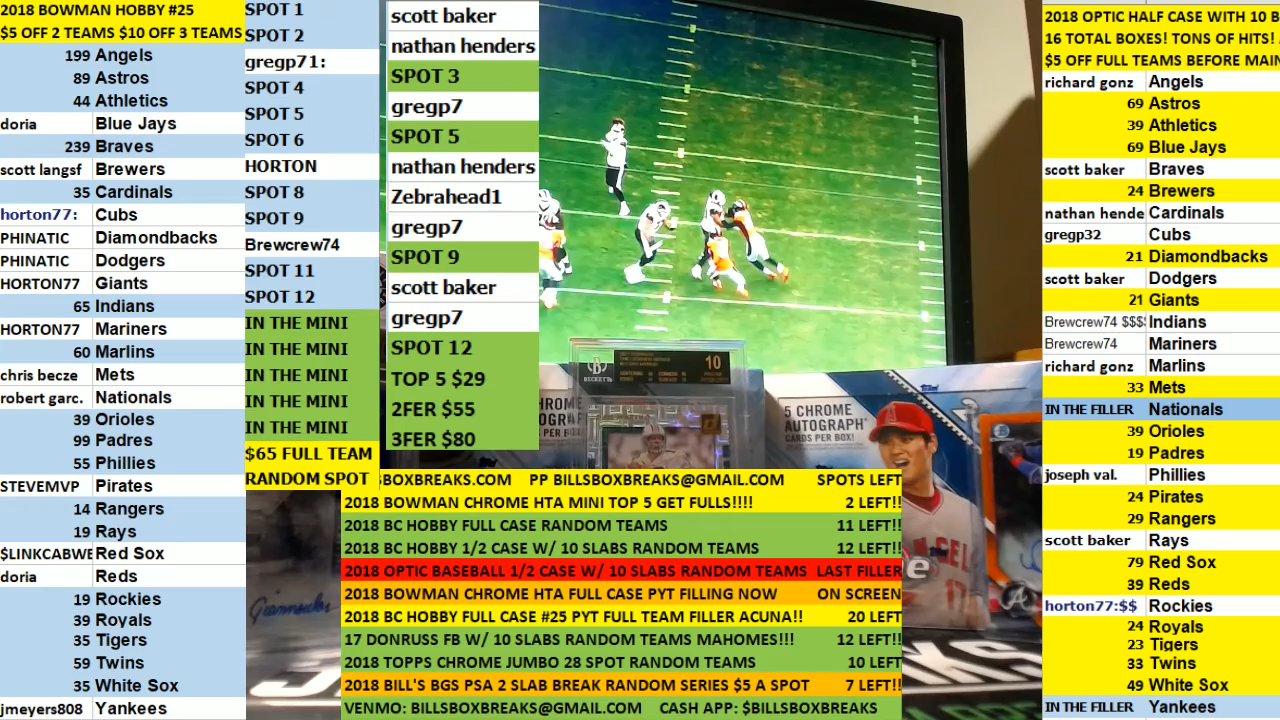 2018 BOWMAN HOBBY #25
$5 OFF 2 TEAMS $10 OFF 3 TEAMS
199 Angels
89 Astros
44 Athletics
doria Blue Jays
239 Braves
scott langsf Brewers
35 Cardinals
horton77: Cubs
PHINATIC Diamondbacks
PHINATIC Dodgers
HORTON77 Giants
65 Indians
HORTON77 Mariners
60 Marlins
chris becze Mets
robert garc. Nationals
39 Orioles
99 Padres
55 Phillies
STEVEMVP Pirates
14 Rangers
19 Rays
$LINKCABWE Red Sox
doria Reds
19 Rockies
39 Royals
35 Tigers
59 Twins
35 White Sox
jmeyers808 Yankees
SPOT 1
SPOT 2
gregp71:
SPOT 4
SPOT 5
SPOT 6
HORTON
SPOT 8
SPOT 9
Brewcrew74
SPOT 11
SPOT 12
IN THE MINI
IN THE MINI
IN THE MINI
IN THE MINI
IN THE MINI
$65 FULL TEAM
RANDOM SPOT
scott baker
nathan henders
SPOT 3
gregp7
SPOT 5
nathan henders
Zebrahead1
gregp7
SPOT 9
scott baker
gregp7
SPOT 12
TOP 5 $29
2FER $55
3FER $80
BECKETT
10
5 CHROME
AUTOGRAPH
CARDS PER BOX!
topps
SBOXBREAKS.COM PP BILLSBOXBREAKS@GMAIL.COM SPOTS LEFT
2018 BOWMAN CHROME HTA MINI TOP 5 GET FULLS!!!! 2 LEFT!!
2018 BC HOBBY FULL CASE RANDOM TEAMS 11 LEFT!!
2018 BC HOBBY 1/2 CASE W/ 10 SLABS RANDOM TEAMS 12 LEFT!!
2018 OPTIC BASEBALL 1/2 CASE W/ 10 SLABS RANDOM TEAMS LAST FILLER
2018 BOWMAN CHROME HTA FULL CASE PYT FILLING NOW ON SCREEN
2018 BC HOBBY FULL CASE #25 PYT FULL TEAM FILLER ACUNA!! 20 LEFT!!
17 DONRUSS FB W/ 10 SLABS RANDOM TEAMS MAHOMES!!! 12 LEFT!!
2018 TOPPS CHROME JUMBO 28 SPOT RANDOM TEAMS 10 LEFT
2018 BILL'S BGS PSA 2 SLAB BREAK RANDOM SERIES $5 A SPOT 7 LEFT!!
VENMO: BILLSBOXBREAKS@GMAIL.COM CASH APP: $BILLSBOXBREAKS
2018 OPTIC HALF CASE WITH 10 B
16 TOTAL BOXES! TONS OF HITS!
$5 OFF FULL TEAMS BEFORE MAIN
richard gonz Angels
69 Astros
39 Athletics
69 Blue Jays
scott baker Braves
24 Brewers
nathan hende Cardinals
gregp32 Cubs
21 Diamondbacks
scott baker Dodgers
21 Giants
Brewcrew74 $$$ Indians
Brewcrew74 Mariners
richard gonz Marlins
33 Mets
IN THE FILLER Nationals
39 Orioles
19 Padres
joseph val. Phillies
24 Pirates
29 Rangers
scott baker Rays
79 Red Sox
39 Reds
horton77:$$ Rockies
24 Royals
23 Tigers
33 Twins
49 White Sox
IN THE FILLER Yankees